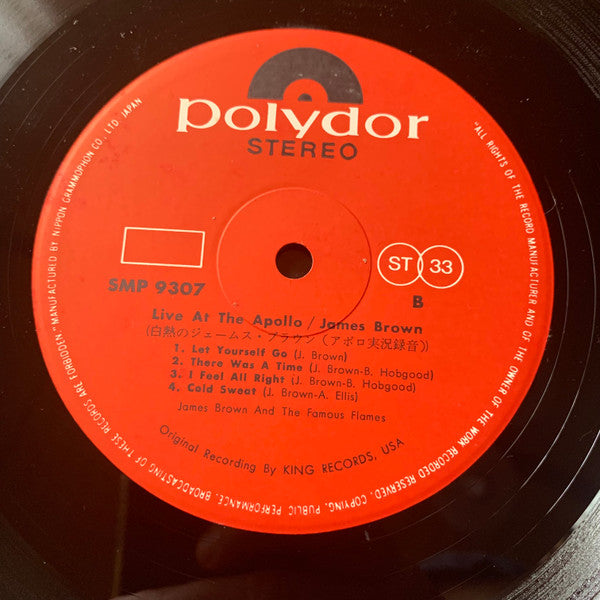 polydor
STEREO
SMP 9307
ST 33
B
Live At The Apollo / James Brown
(白熱のジェームス・ブラウン(アポロ実況録音))
1. Let Yourself Go (J. Brown)
2. There Was A Time (J. Brown-B. Hobgood)
3. I Feel All Right (J. Brown-B. Hobgood)
4. Cold Sweat (J. Brown-A. Ellis)
James Brown And The Famous Flames
Original Recording By KING RECORDS, USA
"ALL RIGHTS OF THE RECORD MANUFACTURER AND OF THE OWNER OF THE WORK RECORDED RESERVED. COPYING, PUBLIC PERFORMANCE, BROADCASTING OF THESE RECORDS ARE FORBIDDEN" MANUFACTURED BY NIPPON GRAMMOPHON CO., LTD. JAPAN